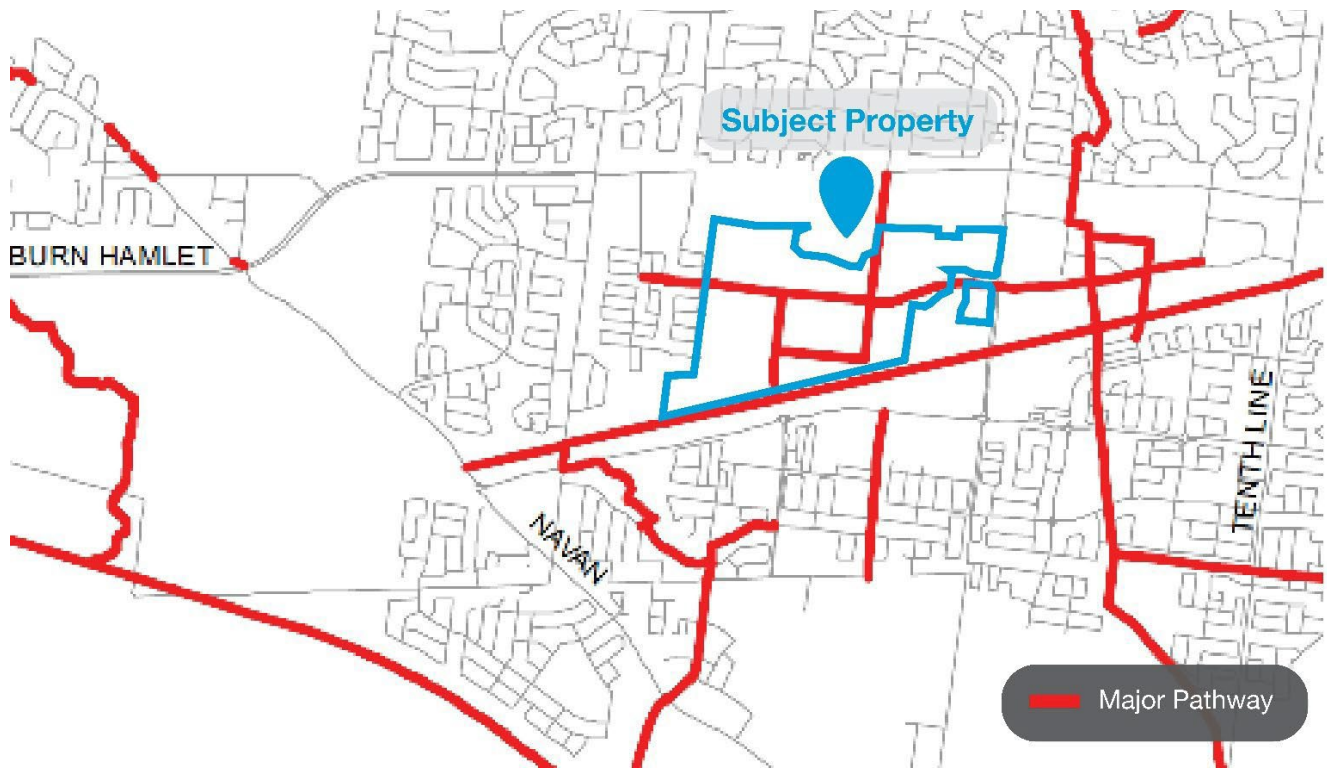 Subject Property
BURN HAMLET
NAVAN
TENTH LINE
Major Pathway